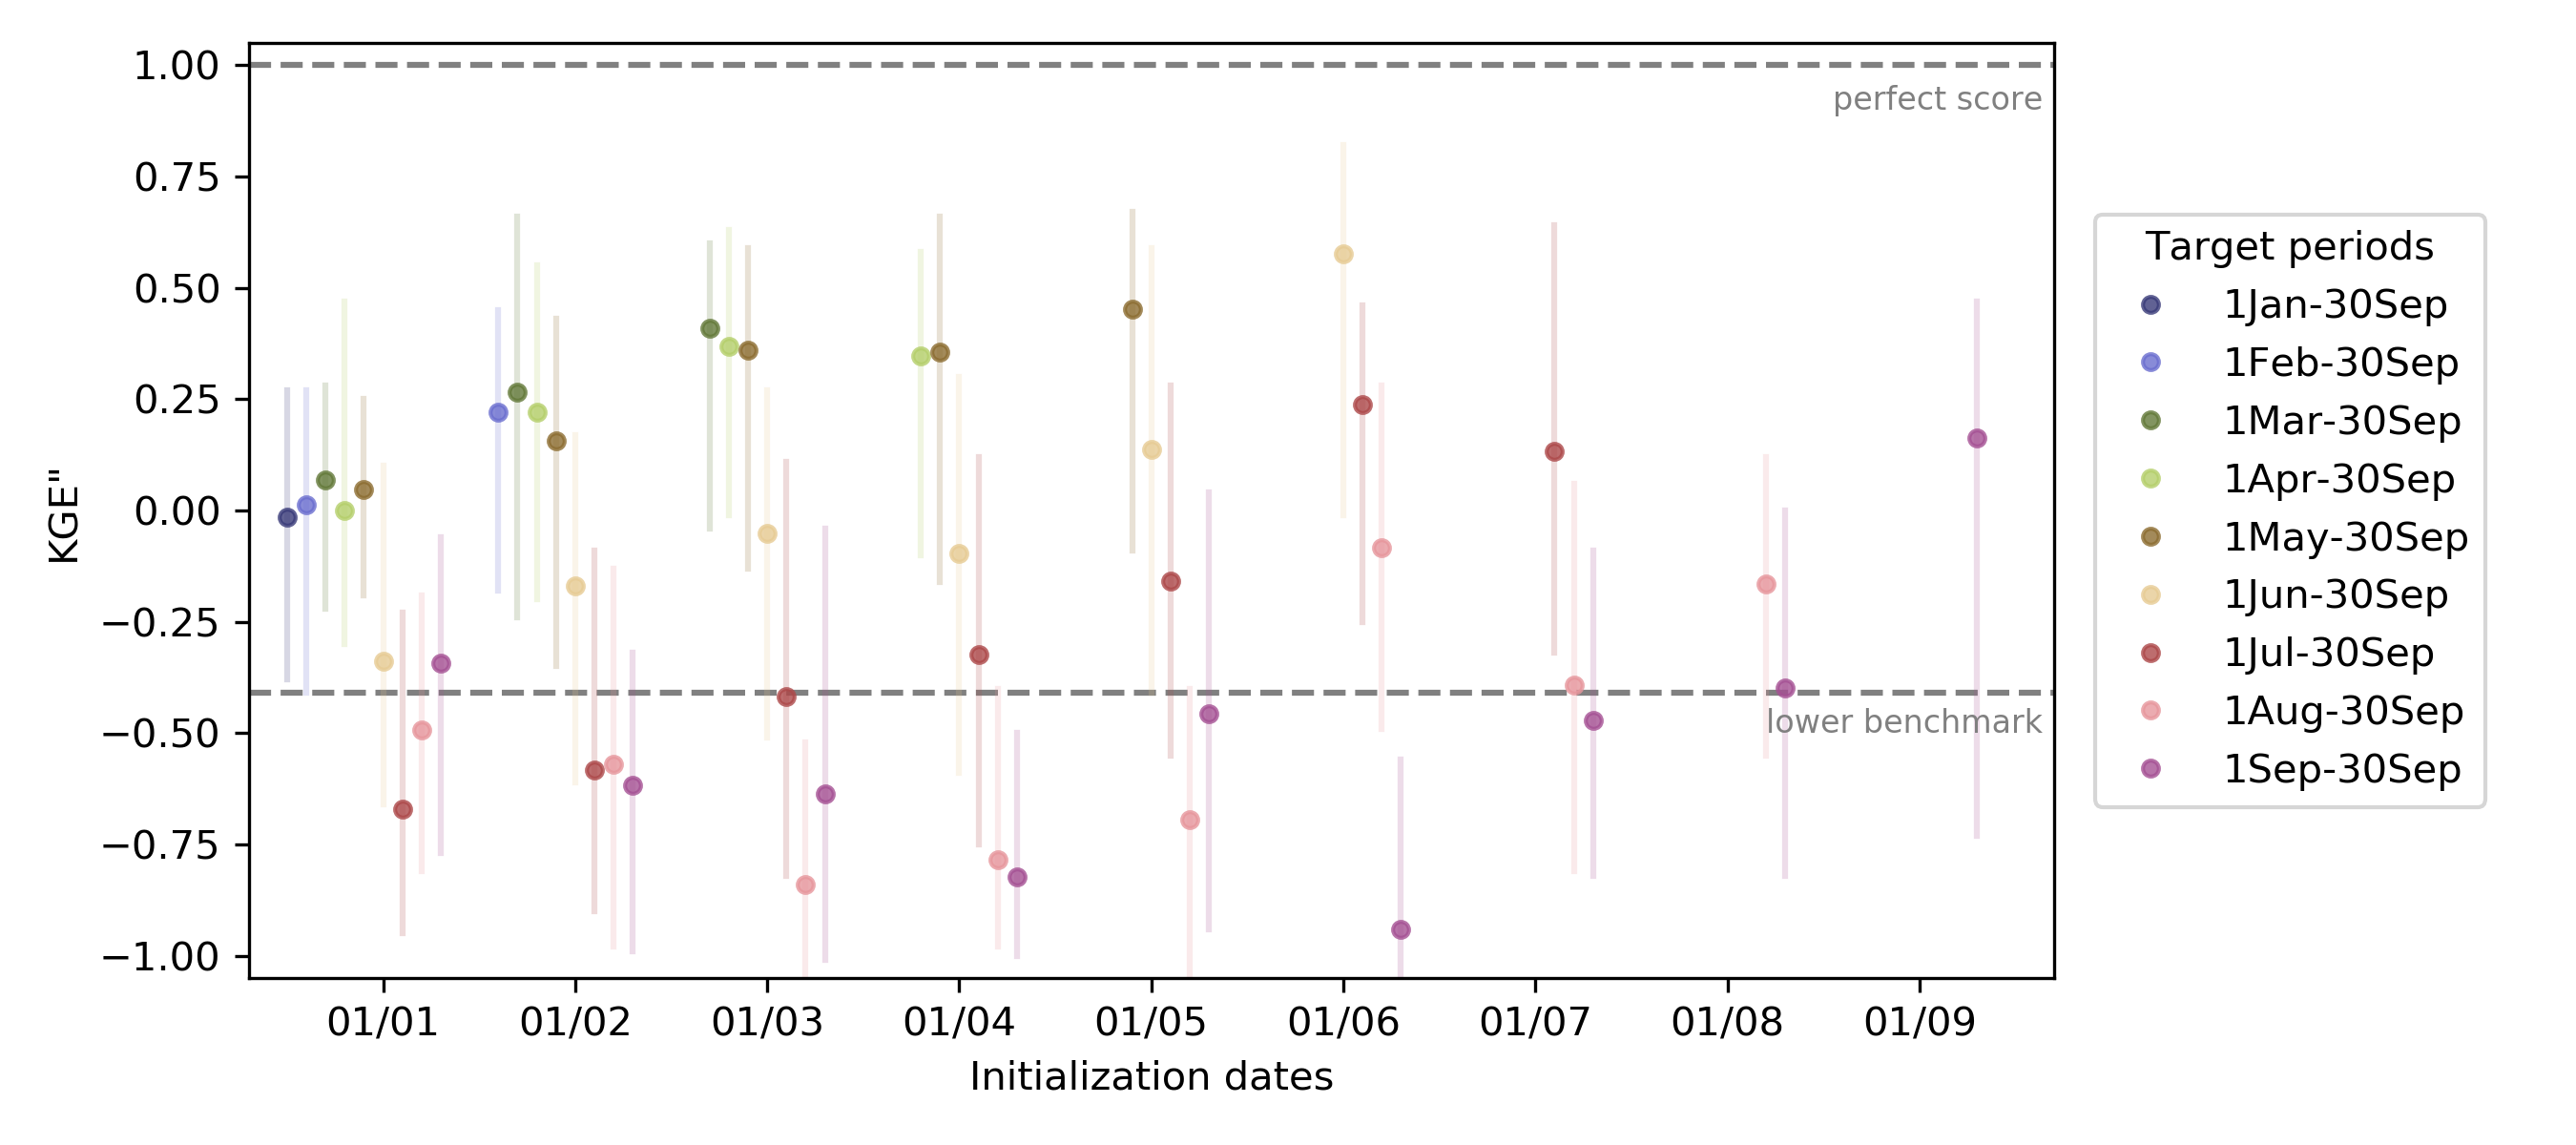 1.00
0.75
0.50
0.25
0.00
−0.25
−0.50
−0.75
−1.00
KGE"
perfect score
lower benchmark
01/01 01/02 01/03 01/04 01/05 01/06 01/07 01/08 01/09
Initialization dates
Target periods
1Jan-30Sep
1Feb-30Sep
1Mar-30Sep
1Apr-30Sep
1May-30Sep
1Jun-30Sep
1Jul-30Sep
1Aug-30Sep
1Sep-30Sep